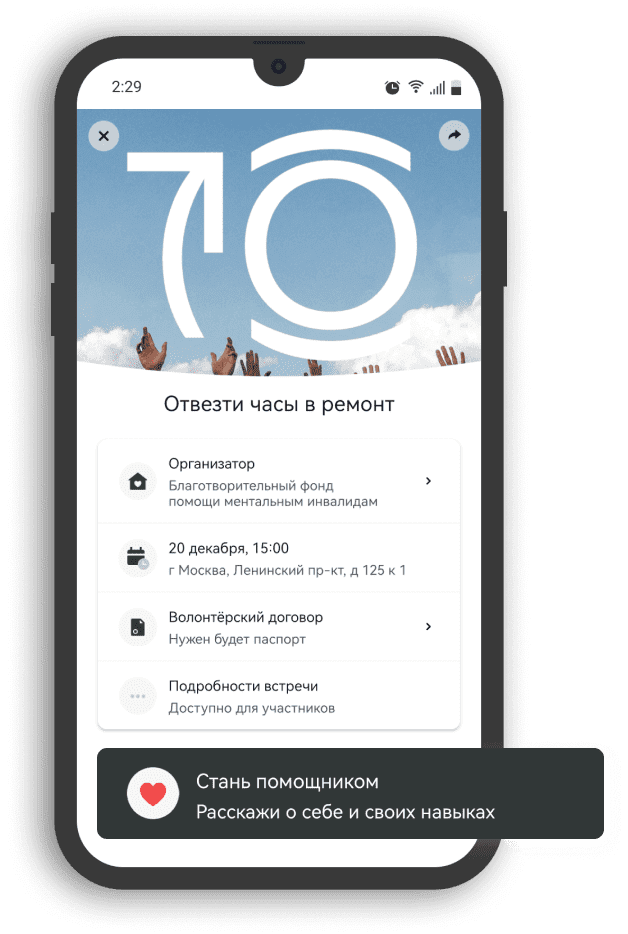 2:29
Отвезти часы в ремонт
Организатор
Благотворительный фонд
помощи ментальным инвалидам
20 декабря, 15:00
г Москва, Ленинский пр-кт, д 125 к 1
Волонтёрский договор
Нужен будет паспорт
Подробности встречи
Доступно для участников
Стань помощником
Расскажи о себе и своих навыках